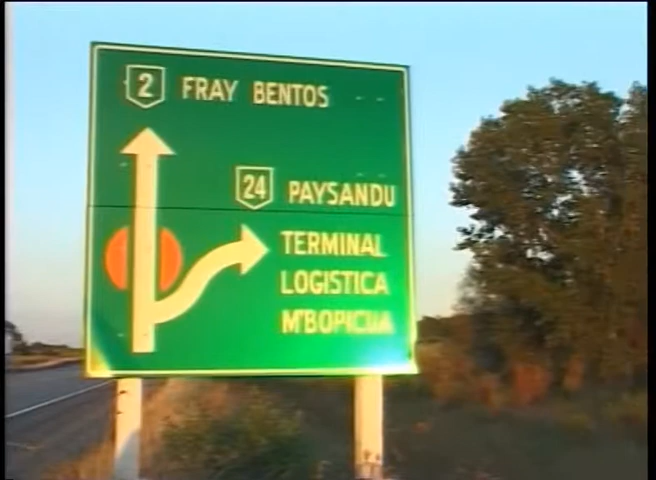 2 FRAY BENTOS
24 PAYSANDU
TERMINAL
LOGISTICA
M'BOPICUA